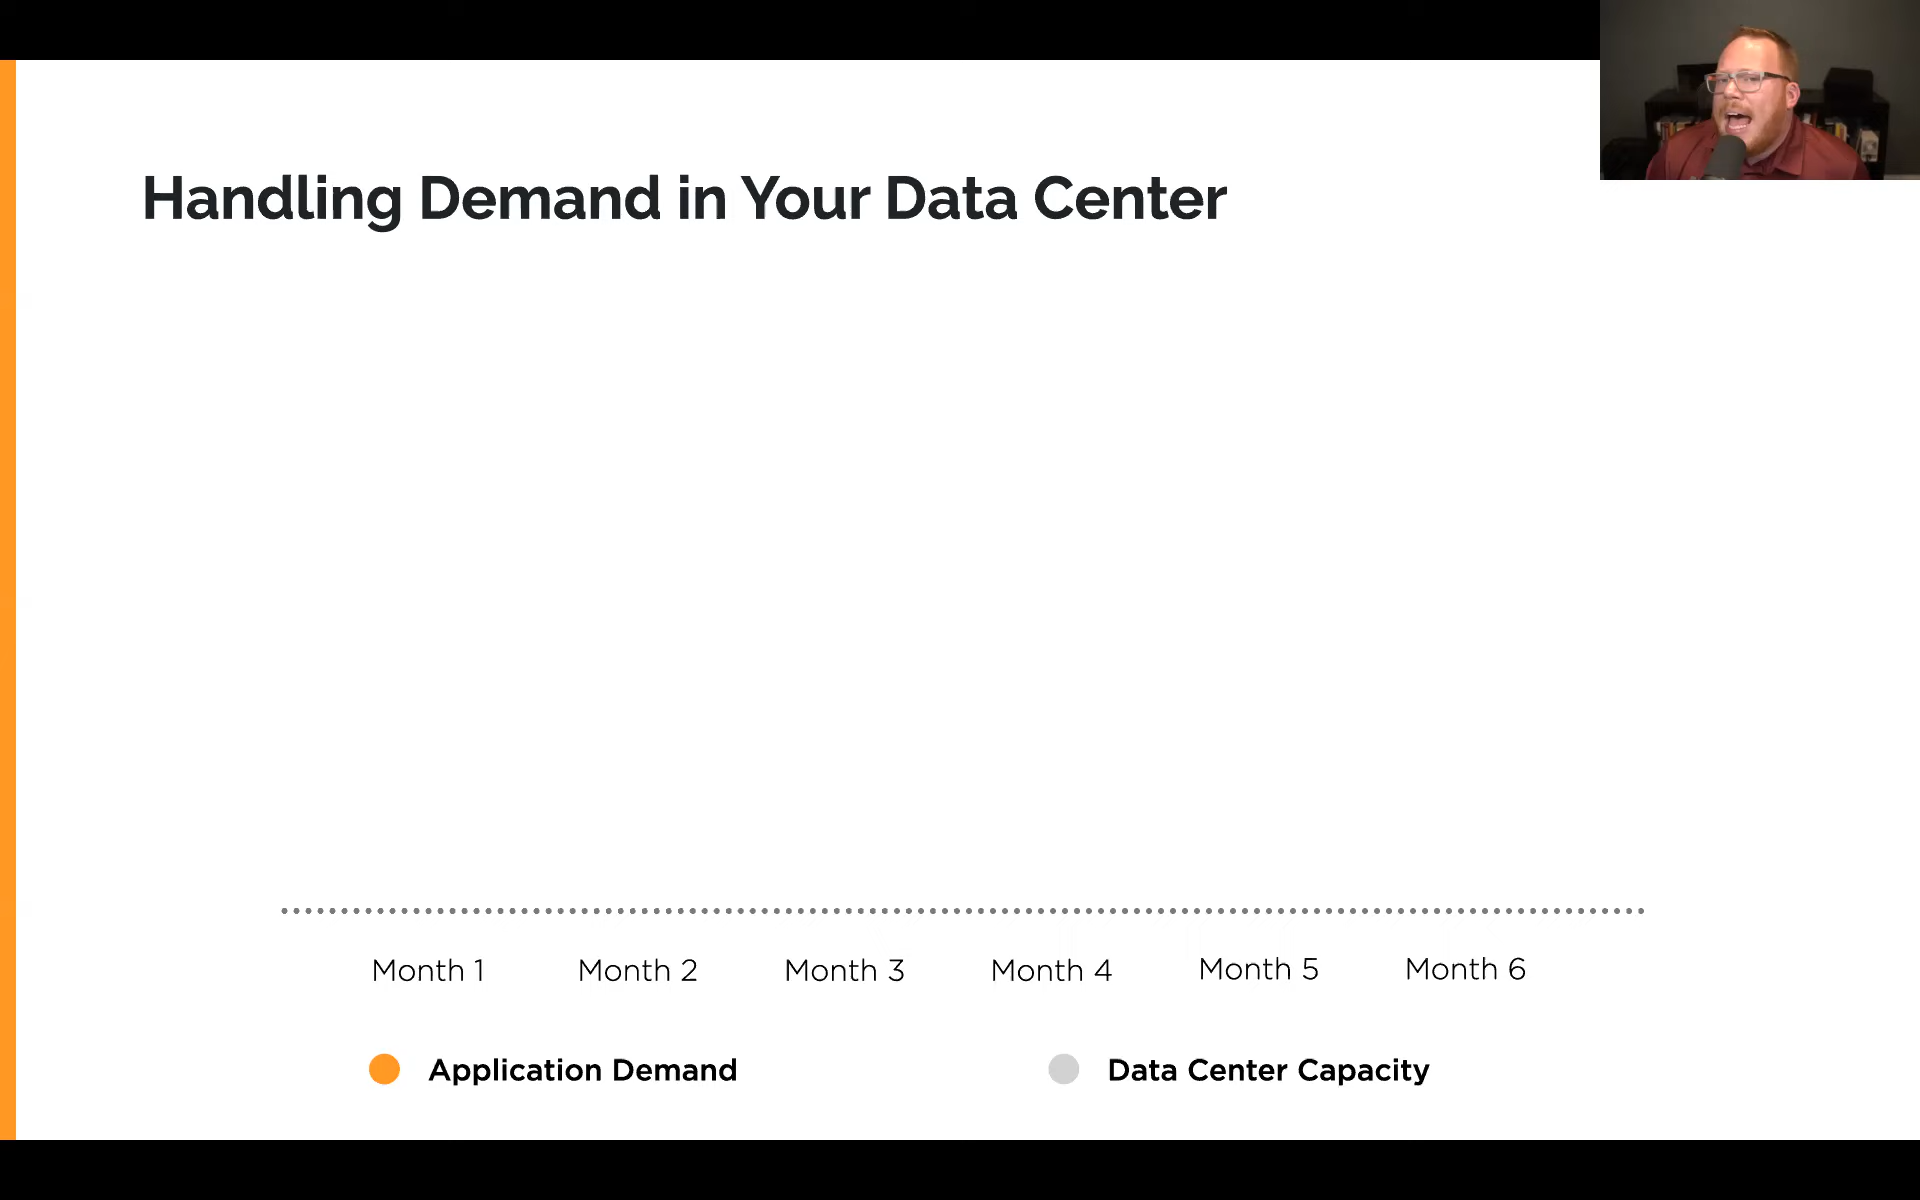 Handling Demand in Your Data Center
Month 1
Month 2
Month 3
Month 4
Month 5
Month 6
Application Demand
Data Center Capacity